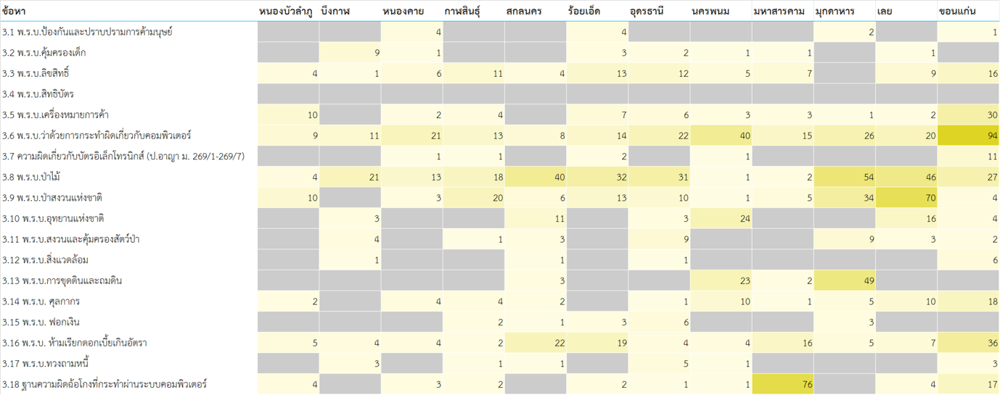 ข้อหา หนองบัวลำภู บึงกาฬ หนองคาย กาฬสินธุ์ สกลนคร ร้อยเอ็ด อุดรธานี นครพนม มหาสารคาม มุกดาหาร เลย ขอนแก่น
3.1 พ.ร.บ.ป้องกันและปราบปรามการค้ามนุษย์ 4 4 2 1
3.2 พ.ร.บ.คุ้มครองเด็ก 9 1 3 2 1 1 1
3.3 พ.ร.บ.ลิขสิทธิ์ 4 1 6 11 4 13 12 5 7 9 16
3.4 พ.ร.บ.สิทธิบัตร
3.5 พ.ร.บ.เครื่องหมายการค้า 10 2 4 7 6 3 3 1 2 30
3.6 พ.ร.บ.ว่าด้วยการกระทำผิดเกี่ยวกับคอมพิวเตอร์ 9 11 21 13 8 14 22 40 15 26 20 94
3.7 ความผิดเกี่ยวกับบัตรอิเล็กโทรนิกส์ (ป.อาญา ม. 269/1-269/7) 1 1 2 1 11
3.8 พ.ร.บ.ป่าไม้ 4 21 13 18 40 32 31 1 2 54 46 27
3.9 พ.ร.บ.ป่าสงวนแห่งชาติ 10 3 20 6 13 10 1 5 34 70 4
3.10 พ.ร.บ.อุทยานแห่งชาติ 3 11 3 24 16 4
3.11 พ.ร.บ.สงวนและคุ้มครองสัตว์ป่า 4 1 3 9 9 3 2
3.12 พ.ร.บ.สิ่งแวดล้อม 1 1 1 6
3.13 พ.ร.บ.การขุดดินและถมดิน 3 23 2 49
3.14 พ.ร.บ. ศุลกากร 2 4 4 2 1 10 1 5 10 18
3.15 พ.ร.บ. ฟอกเงิน 2 1 3 6 3
3.16 พ.ร.บ. ห้ามเรียกดอกเบี้ยเกินอัตรา 5 4 4 2 22 19 4 4 16 5 7 36
3.17 พ.ร.บ.ทวงถามหนี้ 3 1 1 5 1 3
3.18 ฐานความผิดฉ้อโกงที่กระทำผ่านระบบคอมพิวเตอร์ 4 3 2 2 1 1 76 4 17